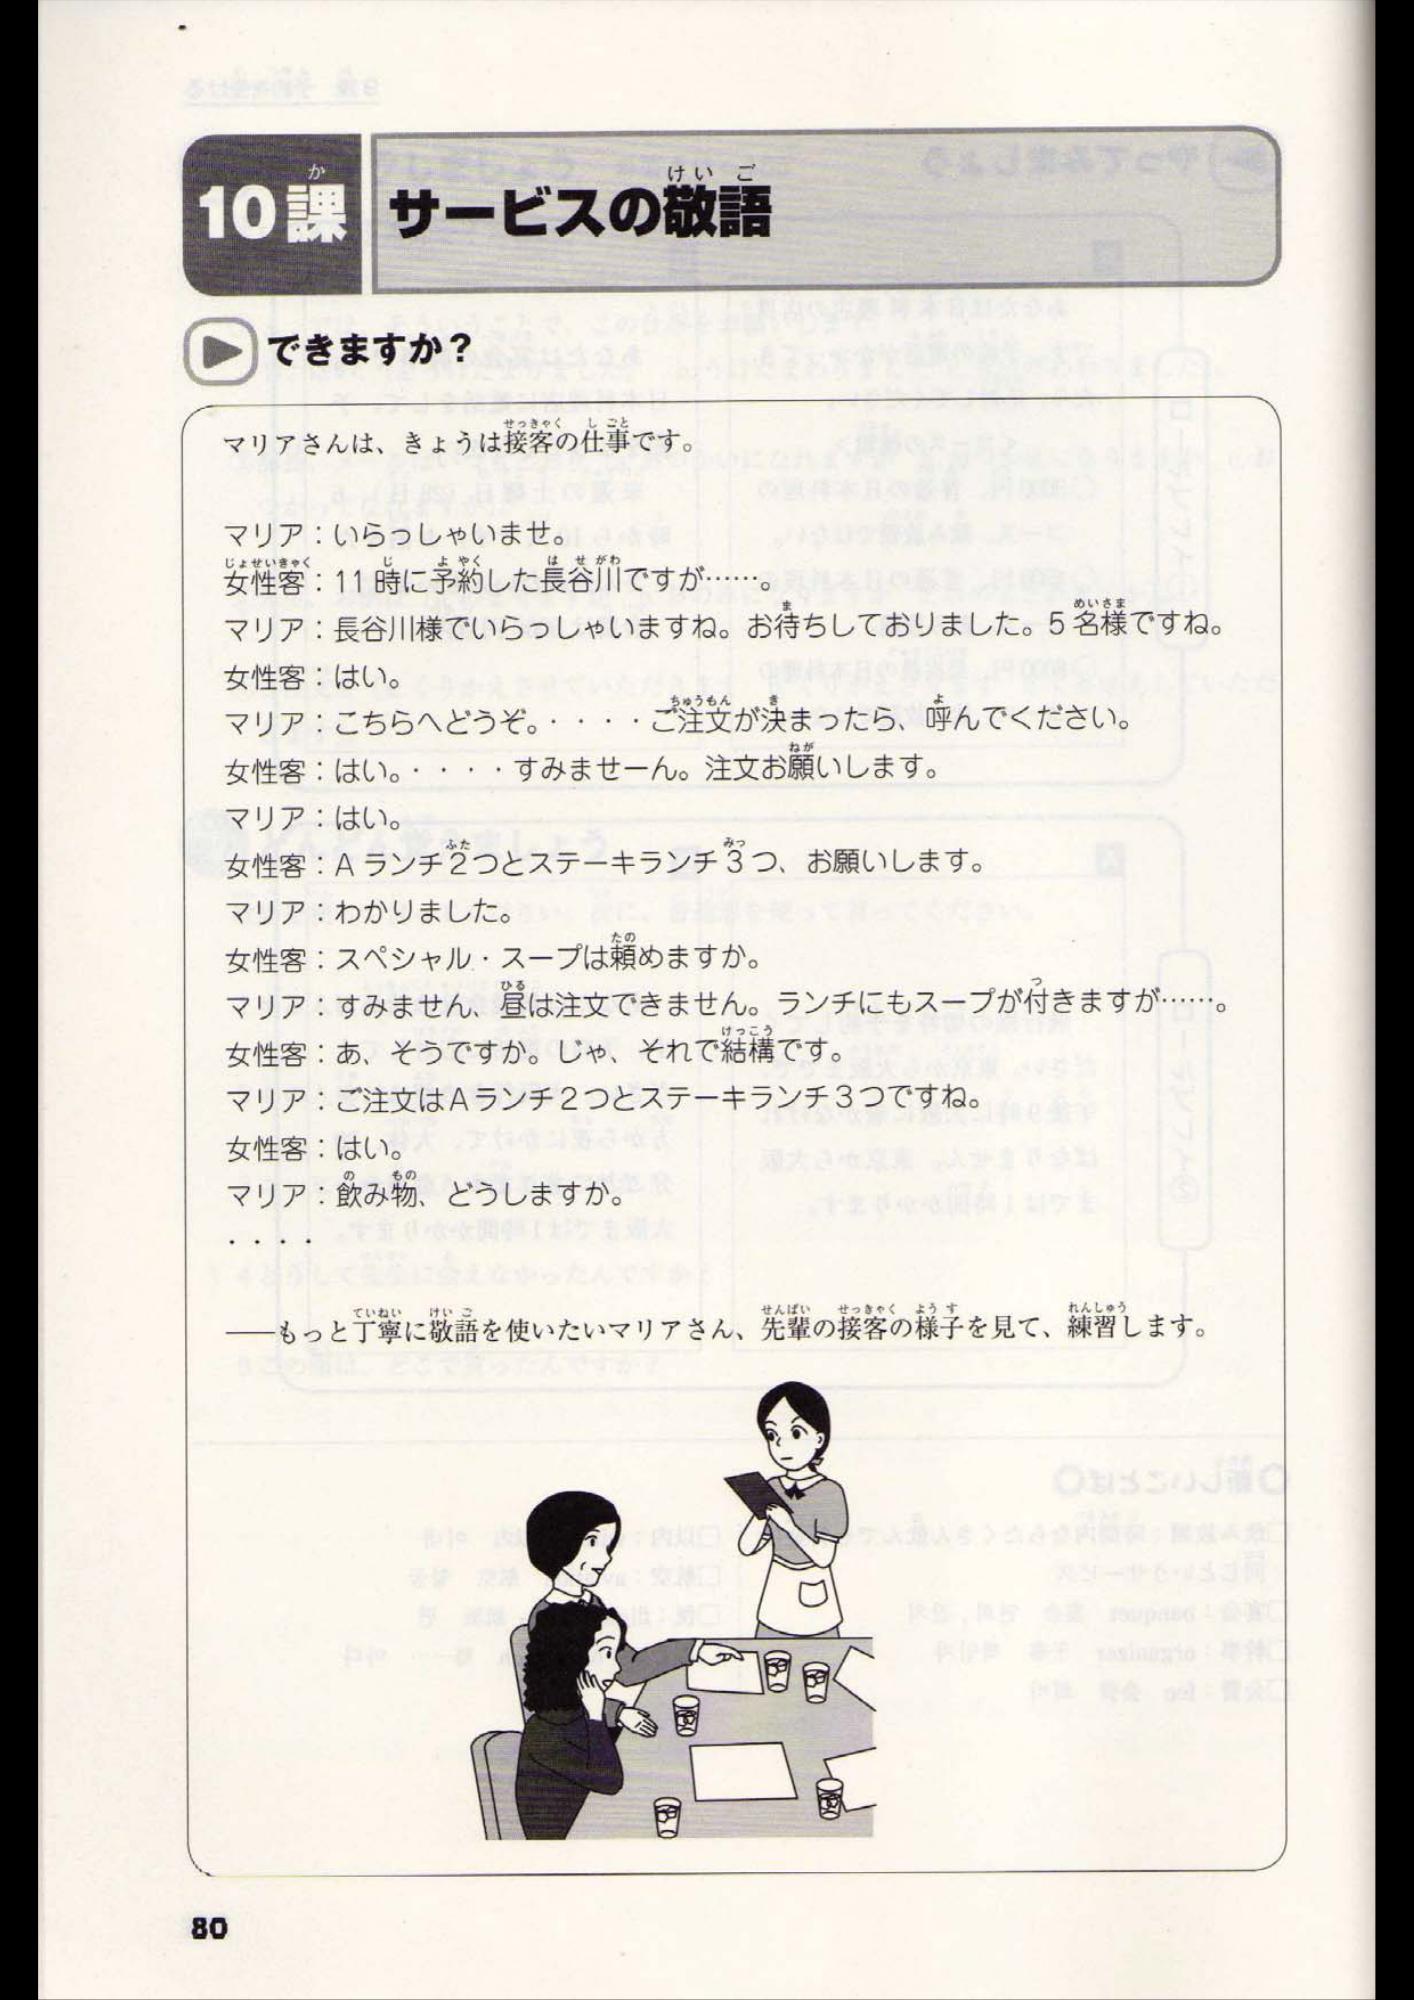 10課 サービスの敬語
できますか？
マリアさんは、きょうは接客の仕事です。
マリア：いらっしゃいませ。
女性客：11時に予約した長谷川ですが……。
マリア：長谷川様でいらっしゃいますね。お待ちしておりました。5名様ですね。
女性客：はい。
マリア：こちらへどうぞ。・・・・ご注文が決まったら、呼んでください。
女性客：はい。・・・・すみませーん。注文お願いします。
マリア：はい。
女性客：Aランチ2つとステーキランチ3つ、お願いします。
マリア：わかりました。
女性客：スペシャル・スープは頼めますか。
マリア：すみません、昼は注文できません。ランチにもスープが付きますが……。
女性客：あ、そうですか。じゃ、それで結構です。
マリア：ご注文はAランチ2つとステーキランチ3つですね。
女性客：はい。
マリア：飲み物、どうしますか。
・・・・
――もっと丁寧に敬語を使いたいマリアさん、先輩の接客の様子を見て、練習します。
80